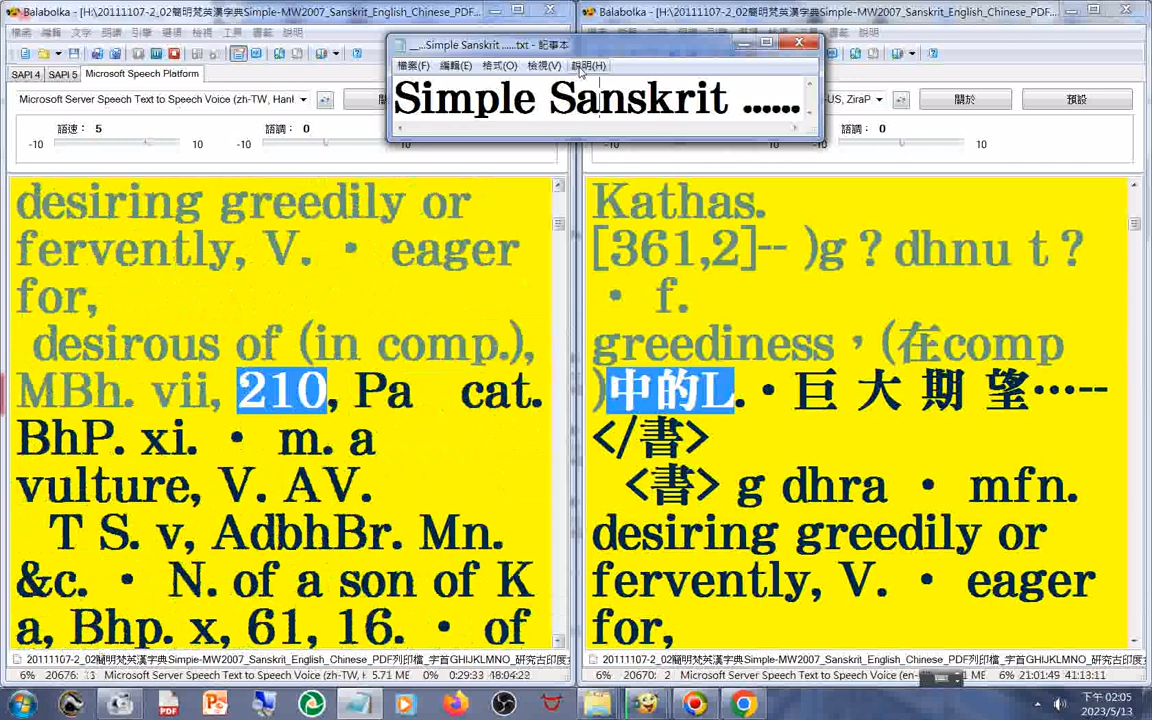 Balabolka - [H:\20111107-2_02簡明梵英漢字典Simple-MW2007_Sanskrit_English_Chinese_PDF
Balabolka - [H:\20111107-2_02簡明梵英漢字典Simple-MW2007_Sanskrit_English_Chinese_PDF
__...Simple Sanskrit ......txt - 記事本
檔案(F) 編輯(E) 格式(O) 檢視(V) 說明(H)
Simple Sanskrit ......
SAPI 4 SAPI 5 Microsoft Speech Platform
Microsoft Server Speech Text to Speech Voice (zh-TW, Han
-US, ZiraP 關於 預設
語速： 5 語調： 0
-10 10 -10
語調： 0
-10 10
desiring greedily or
fervently, V. • eager
for,
desirous of (in comp.),
MBh. vii, 210, Pa cat.
BhP. xi. • m. a
vulture, V. AV.
T S. v, AdbhBr. Mn.
&c. • N. of a son of K
a, Bhp. x, 61, 16. • of
Kathas.
[361,2]-- )g ? dhnu t ?
• f.
greediness，(在comp
)中的L. • 巨 大 期 望…--
</書>
<書> g dhra • mfn.
desiring greedily or
fervently, V. • eager
for,
20111107-2_02簡明梵英漢字典Simple-MW2007_Sanskrit_English_Chinese_PDF列印檔_字首GHIJKLMNO_研究古印度
20111107-2_02簡明梵英漢字典Simple-MW2007_Sanskrit_English_Chinese_PDF列印檔_字首GHIJKLMNO_研究古印度
6% 20676: Microsoft Server Speech Text to Speech Voice (zh-TW, 5.71 MB 0% 0:29:33 48:04:22
6% 20670: 2 Microsoft Server Speech Text to Speech Voice 6% 21:01:49 41:13:11
下午 02:05
2023/5/13